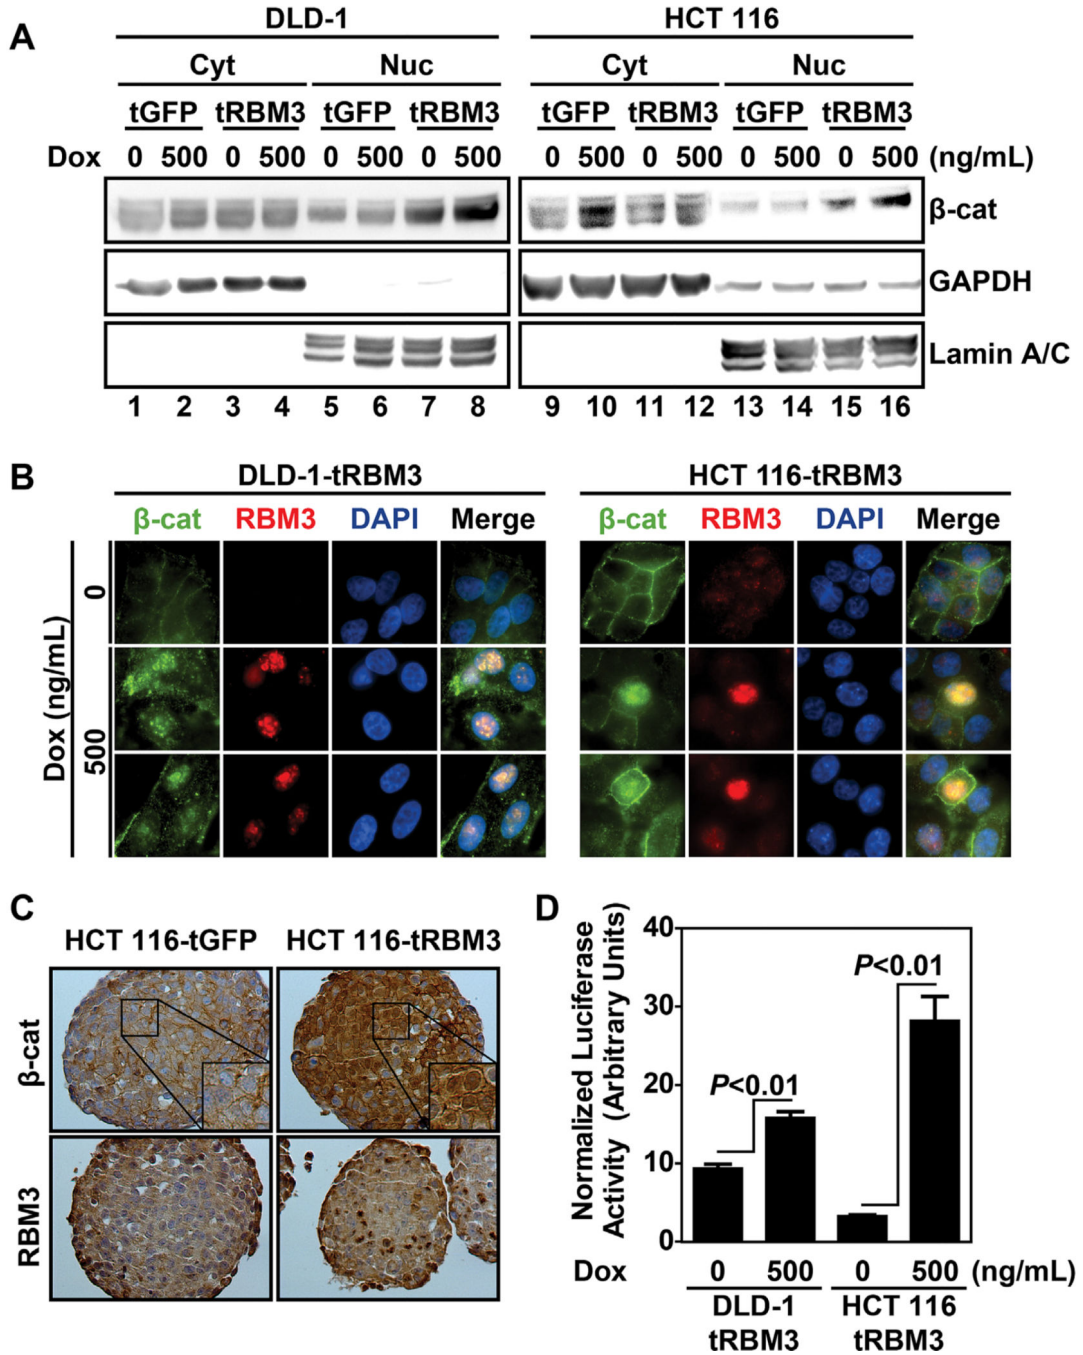 A
DLD-1 HCT 116
Cyt Nuc Cyt Nuc
tGFP tRBM3 tGFP tRBM3 tGFP tRBM3 tGFP tRBM3
Dox 0 500 0 500 0 500 0 500 0 500 0 500 0 500 0 500 (ng/mL)
β-cat
GAPDH
Lamin A/C
1 2 3 4 5 6 7 8 9 10 11 12 13 14 15 16
B
DLD-1-tRBM3 HCT 116-tRBM3
β-cat RBM3 DAPI Merge β-cat RBM3 DAPI Merge
Dox (ng/mL)
0
500
C
HCT 116-tGFP HCT 116-tRBM3
β-cat
RBM3
D
Normalized Luciferase
Activity (Arbitrary Units)
40
30
20
10
0
P<0.01
P<0.01
Dox 0 500 0 500 (ng/mL)
DLD-1 HCT 116
tRBM3 tRBM3